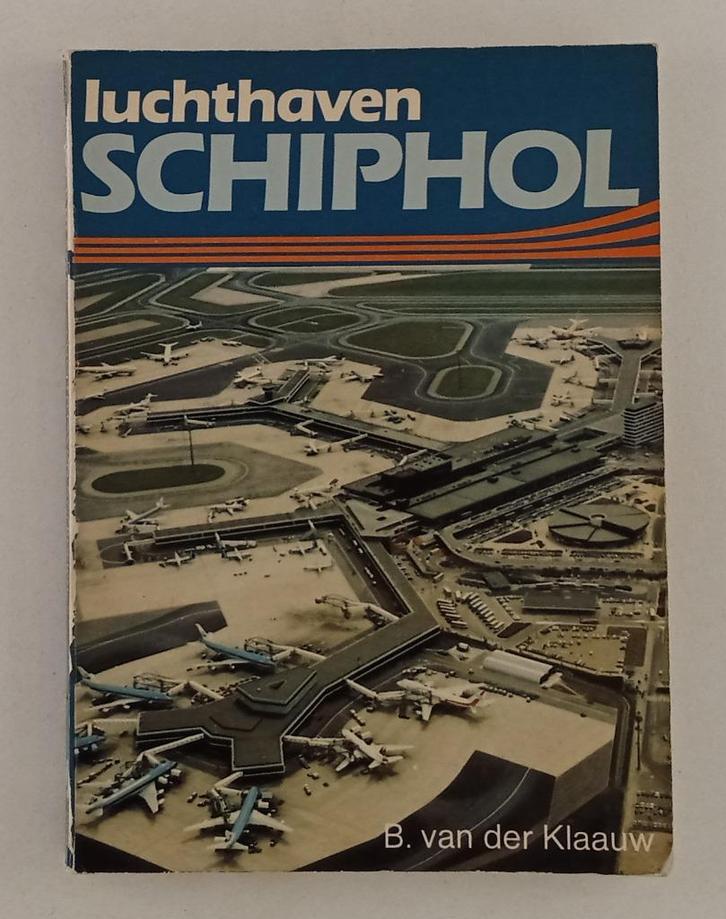 luchthaven
SCHIPHOL
B. van der Klaauw